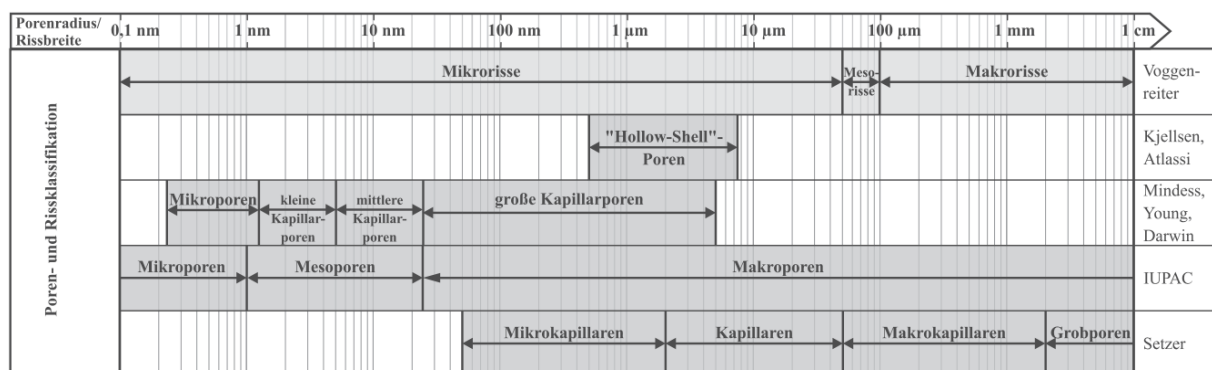 Porenradius/
Rissbreite
0,1 nm 1 nm 10 nm 100 nm 1 µm 10 µm 100 µm 1 mm 1 cm
Poren- und Rissklassifikation
Mikrorisse
Meso-
risse
Makrorisse
Voggen-
reiter
"Hollow-Shell"-
Poren
Kjellsen,
Atlassi
Mikroporen
kleine
Kapillar-
poren
mittlere
Kapillar-
poren
große Kapillarporen
Mindess,
Young,
Darwin
Mikroporen Mesoporen Makroporen IUPAC
Mikrokapillaren Kapillaren Makrokapillaren Grobporen Setzer